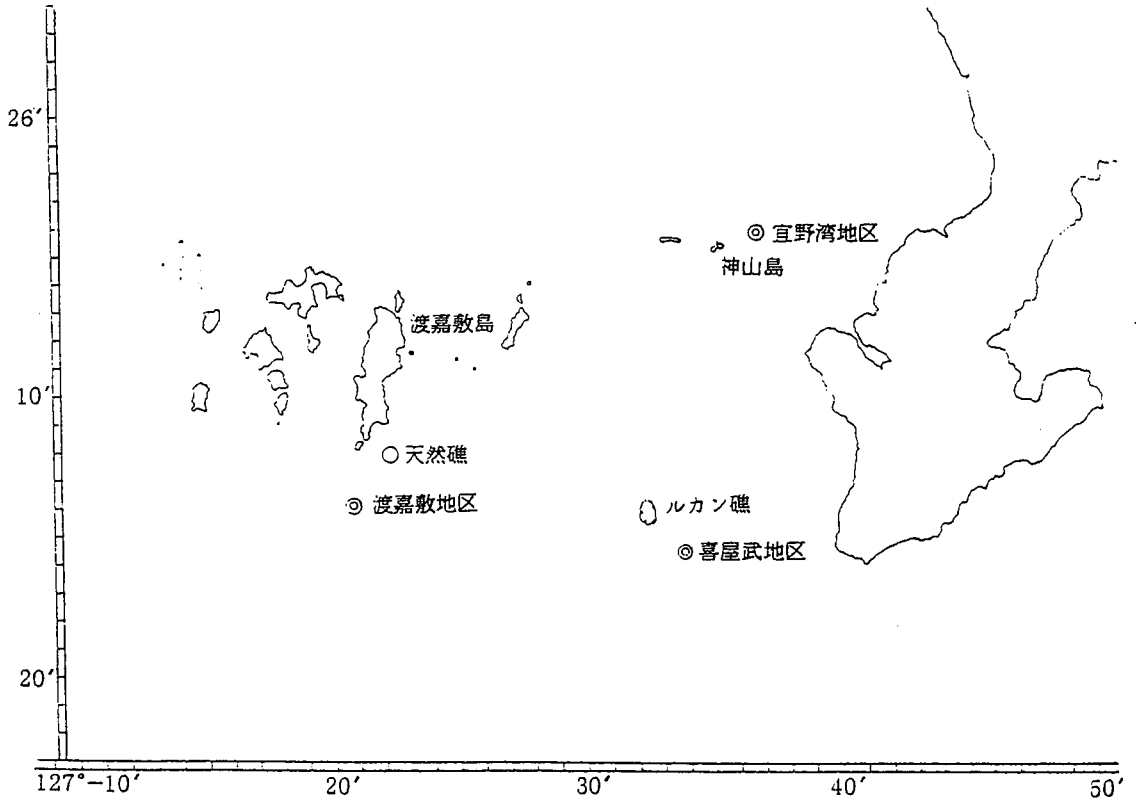 26′
宜野湾地区
神山島
渡嘉敷島
10′
天然礁
渡嘉敷地区
ルカン礁
喜屋武地区
20′
127°-10′ 20′ 30′ 40′ 50′